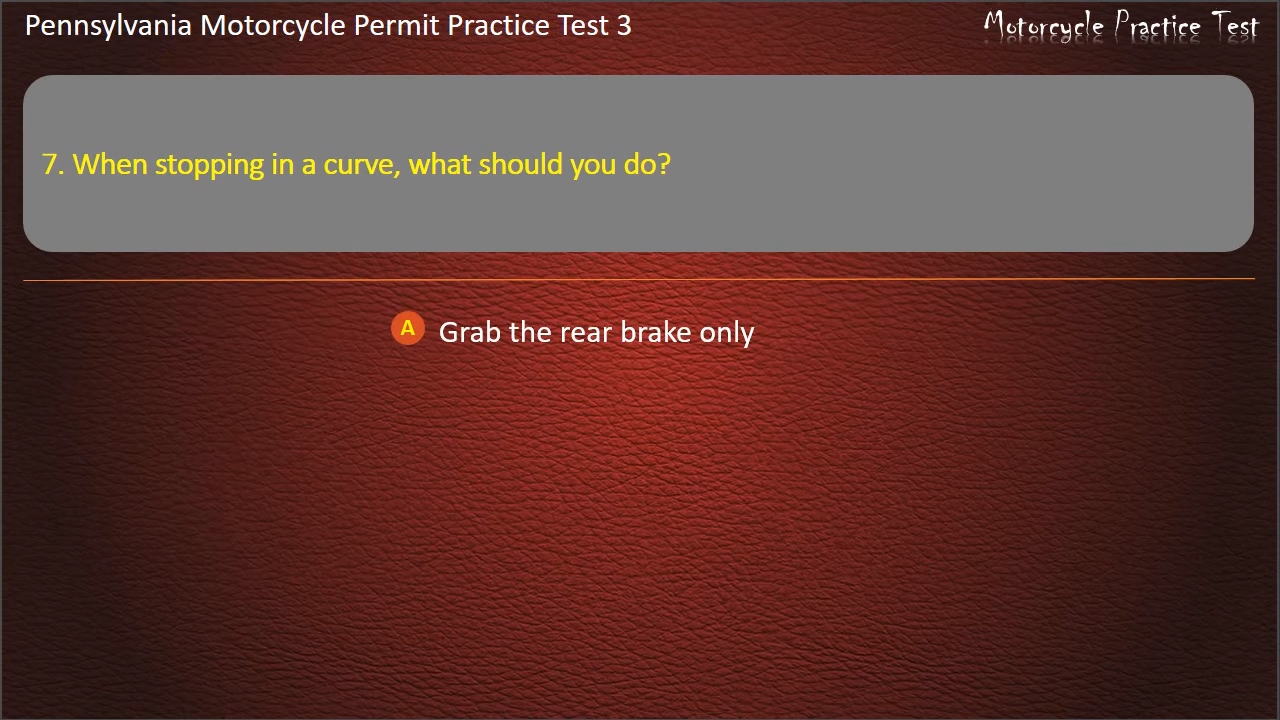 Pennsylvania Motorcycle Permit Practice Test 3
Motorcycle Practice Test
7. When stopping in a curve, what should you do?
A Grab the rear brake only